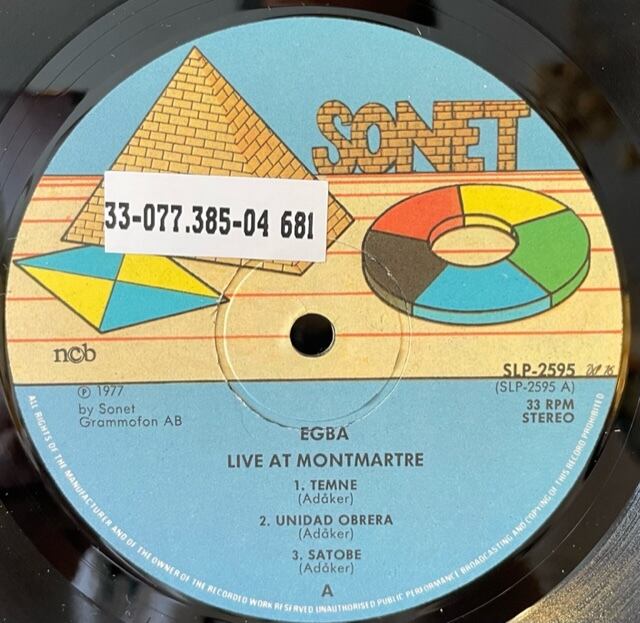 SONET
33-077.385-04 681
ncb
SLP-2595
(SLP-2595 A)
33 RPM
STEREO
℗ 1977
by Sonet
Grammofon AB
EGBA
LIVE AT MONTMARTRE
1. TEMNE
(Adåker)
2. UNIDAD OBRERA
(Adåker)
3. SATOBE
(Adåker)
A
ALL RIGHTS OF THE MANUFACTURER AND OF THE OWNER OF THE RECORDED WORK RESERVED UNAUTHORISED PUBLIC PERFORMANCE BROADCASTING AND COPYING OF THIS RECORD PROHIBITED